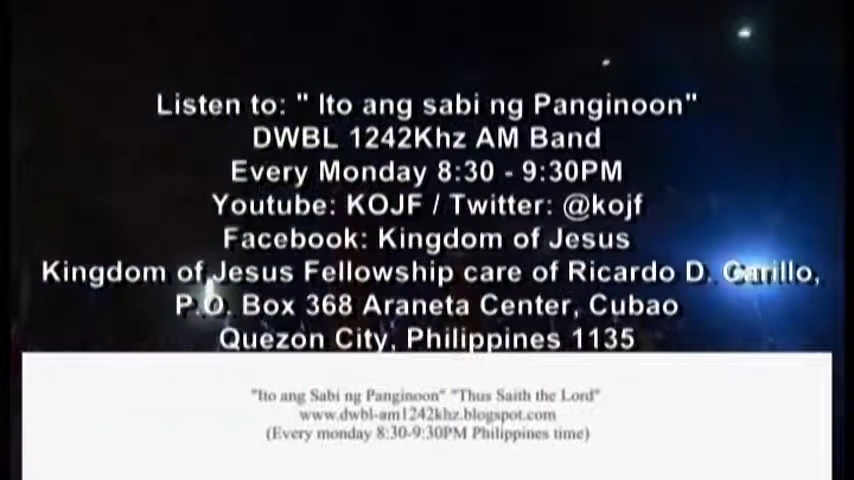 Listen to: " Ito ang sabi ng Panginoon"
DWBL 1242Khz AM Band
Every Monday 8:30 - 9:30PM
Youtube: KOJF / Twitter: @kojf
Facebook: Kingdom of Jesus
Kingdom of Jesus Fellowship care of Ricardo D. Carillo,
P.O. Box 368 Araneta Center, Cubao
Quezon City, Philippines 1135
"Ito ang Sabi ng Panginoon" "Thus Saith the Lord"
www.dwbl-am1242khz.blogspot.com
(Every monday 8:30-9:30PM Philippines time)